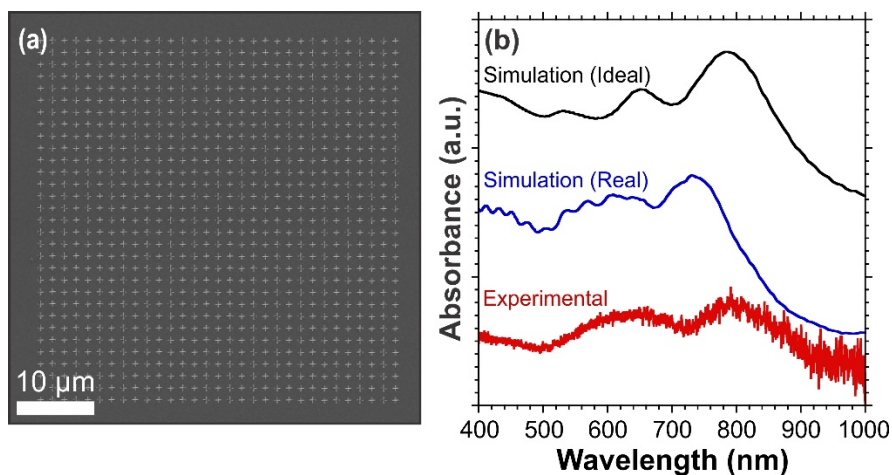 (a)
10 µm
(b)
Simulation (Ideal)
Simulation (Real)
Experimental
Absorbance (a.u.)
400 500 600 700 800 900 1000
Wavelength (nm)